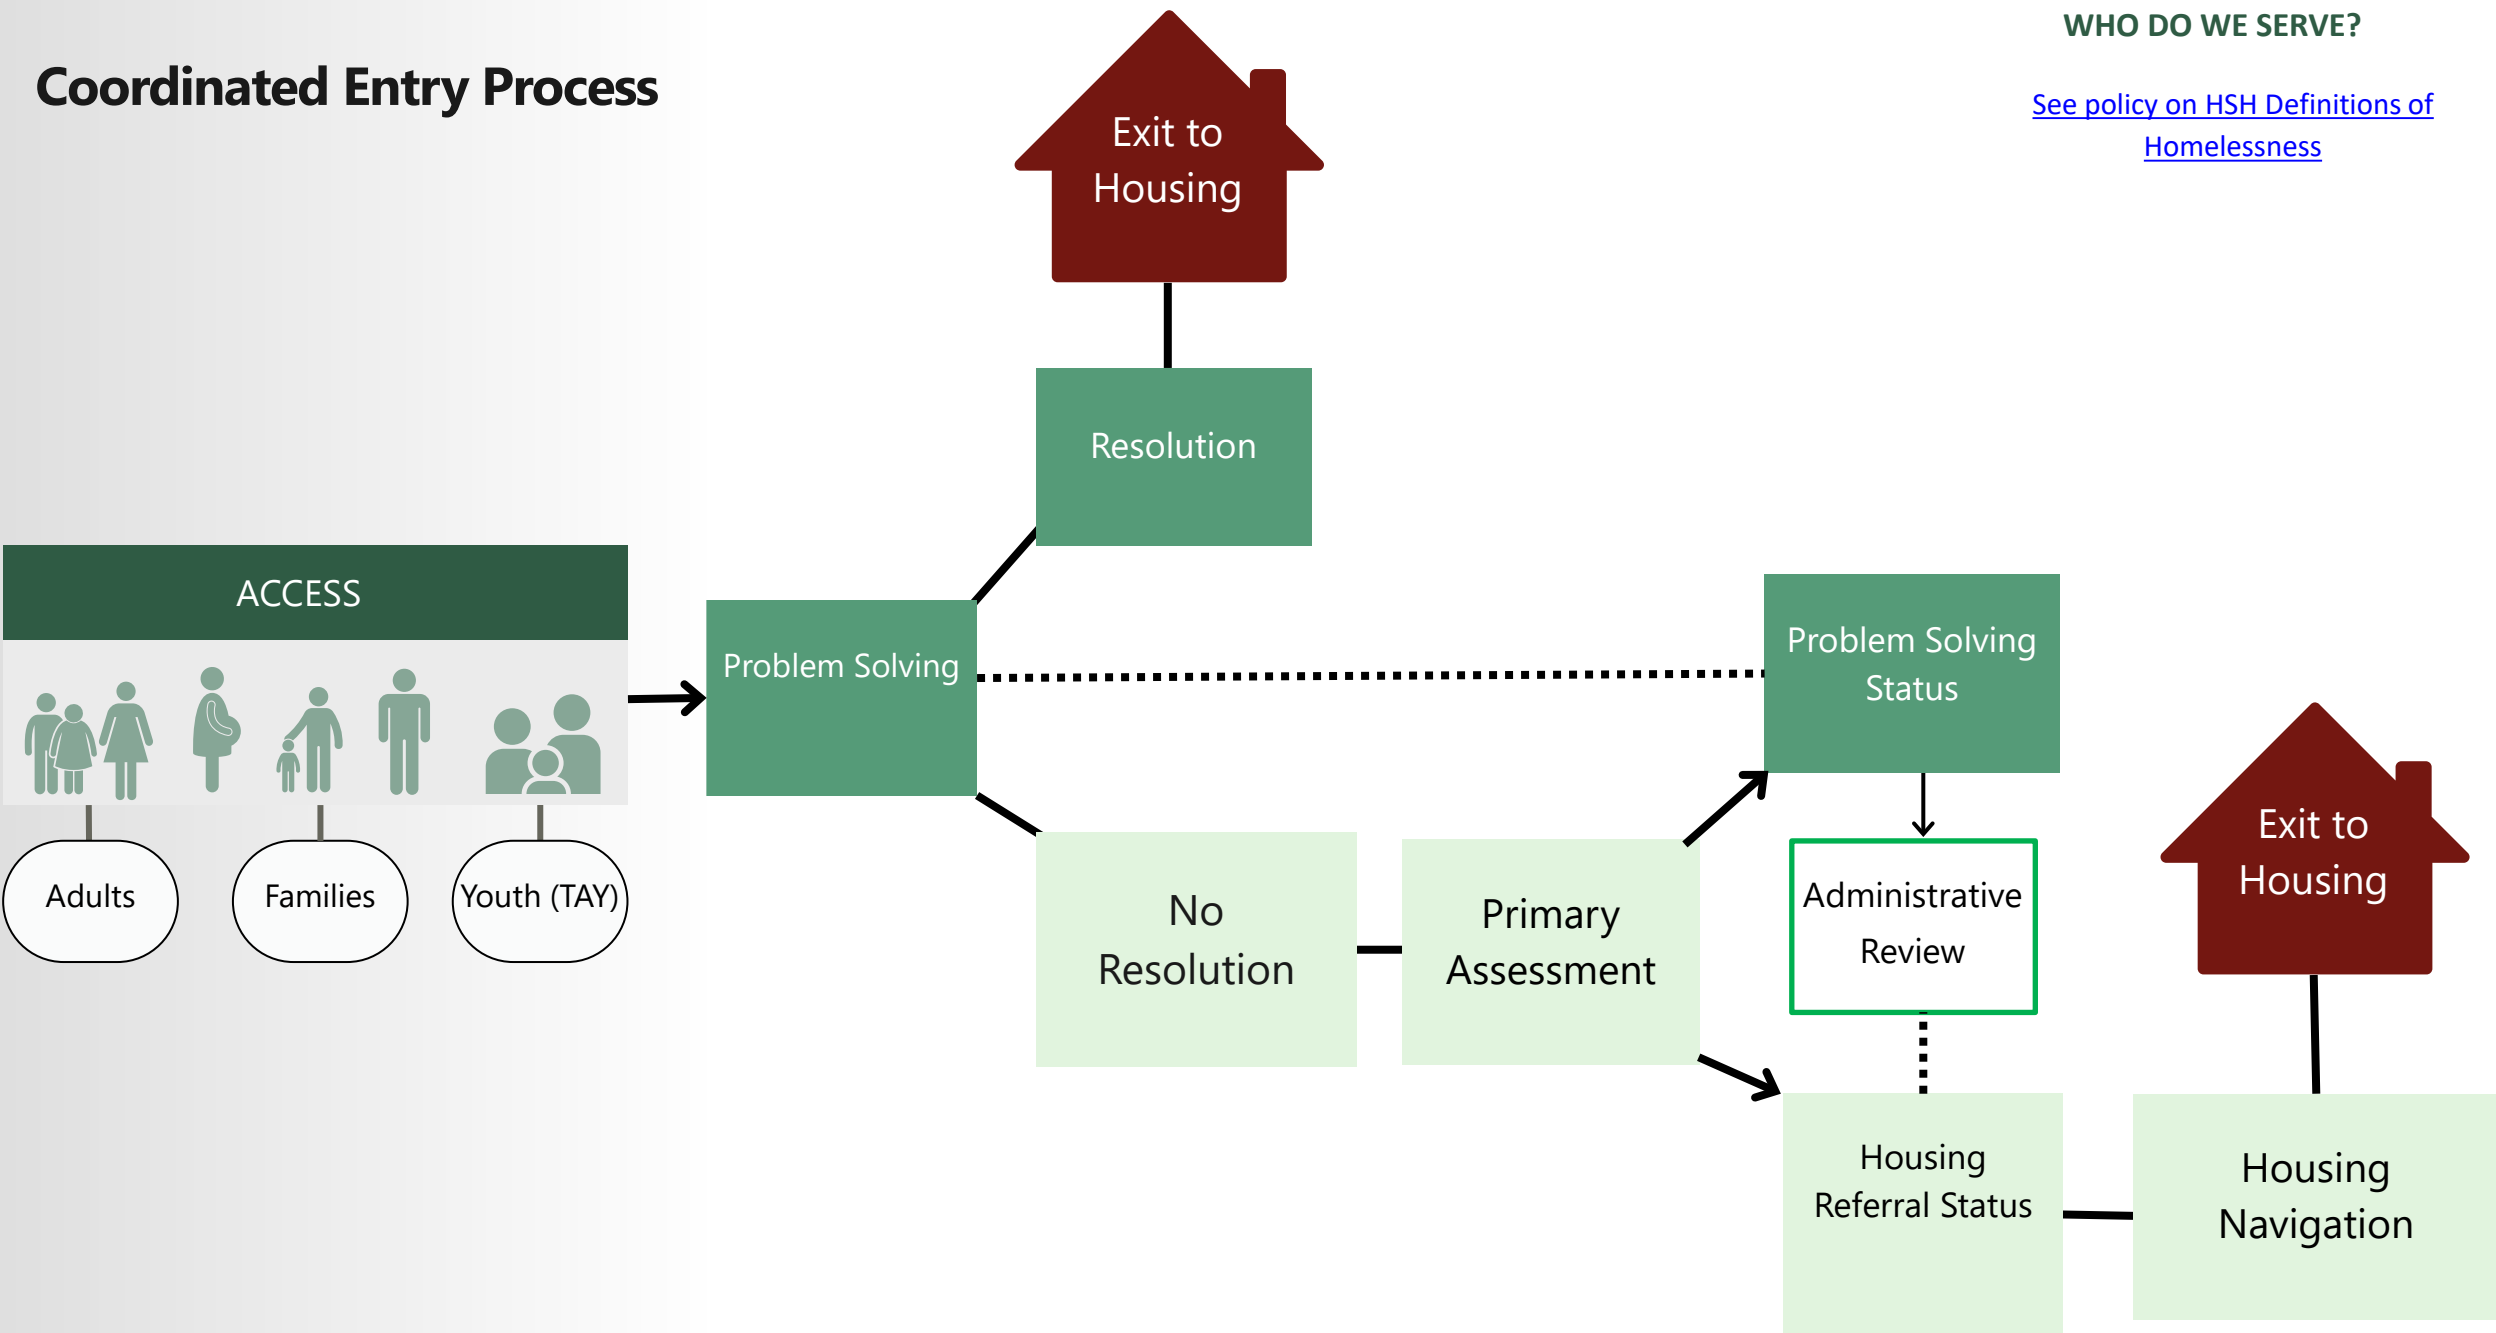 Coordinated Entry Process
WHO DO WE SERVE?
See policy on HSH Definitions of
Homelessness
Exit to
Housing
Resolution
ACCESS
Adults
Families
Youth (TAY)
Problem Solving
Problem Solving
Status
No
Resolution
Primary
Assessment
Administrative
Review
Housing
Referral Status
Housing
Navigation
Exit to
Housing